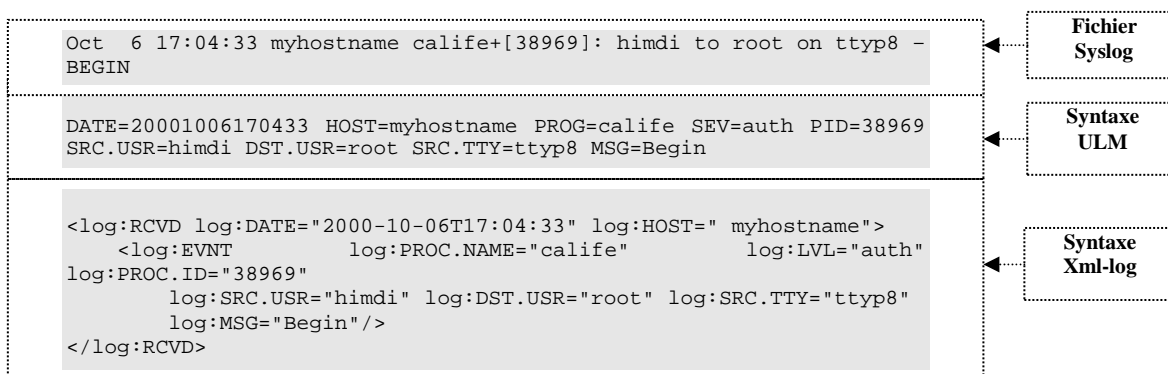 Oct  6 17:04:33 myhostname calife+[38969]: himdi to root on ttyp8 –
BEGIN
Fichier
Syslog
DATE=20001006170433 HOST=myhostname PROG=calife SEV=auth PID=38969
SRC.USR=himdi DST.USR=root SRC.TTY=ttyp8 MSG=Begin
Syntaxe
ULM
<log:RCVD log:DATE="2000-10-06T17:04:33" log:HOST=" myhostname">
<log:EVNT log:PROC.NAME="calife" log:LVL="auth"
log:PROC.ID="38969"
log:SRC.USR="himdi" log:DST.USR="root" log:SRC.TTY="ttyp8"
log:MSG="Begin"/>
</log:RCVD>
Syntaxe
Xml-log